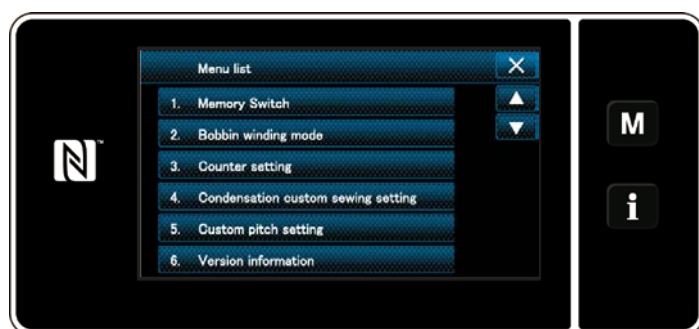 Menu list
1. Memory Switch
2. Bobbin winding mode
3. Counter setting
4. Condensation custom sewing setting
5. Custom pitch setting
6. Version information
M
i